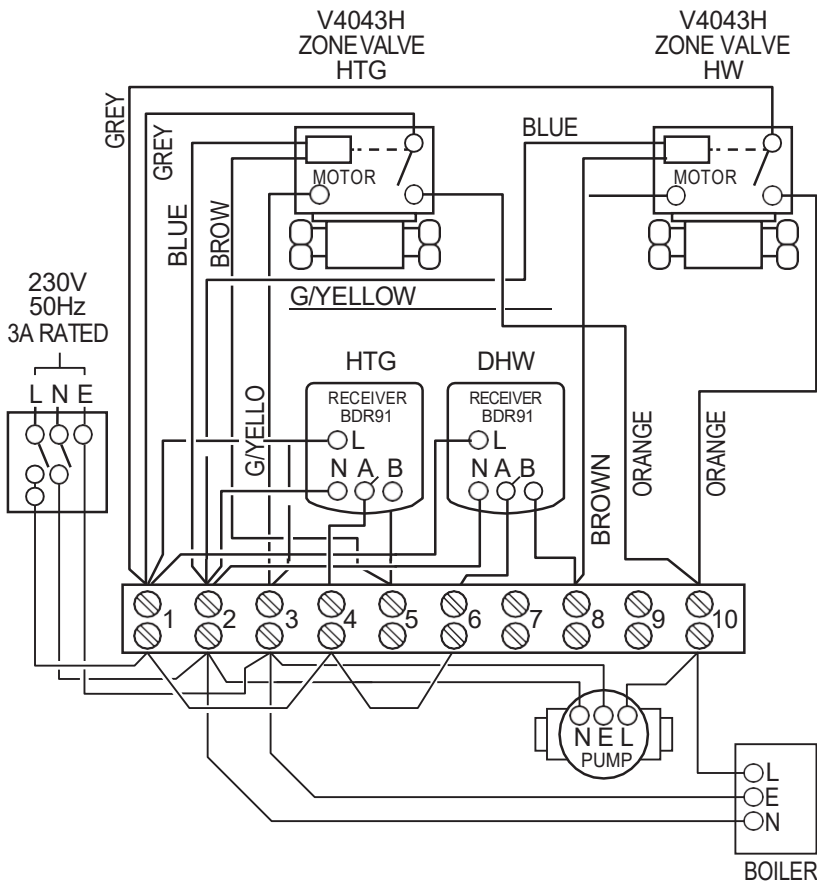 V4043H
ZONE VALVE
HTG
V4043H
ZONE VALVE
HW
GREY
GREY
BLUE
BROW
BLUE
MOTOR
MOTOR
G/YELLOW
230V
50Hz
3A RATED
L N E
HTG
DHW
RECEIVER
BDR91
L
N A B
RECEIVER
BDR91
L
N A B
G/YELLO
BROWN
ORANGE
ORANGE
1 2 3 4 5 6 7 8 9 10
N E L
PUMP
L
E
N
BOILER